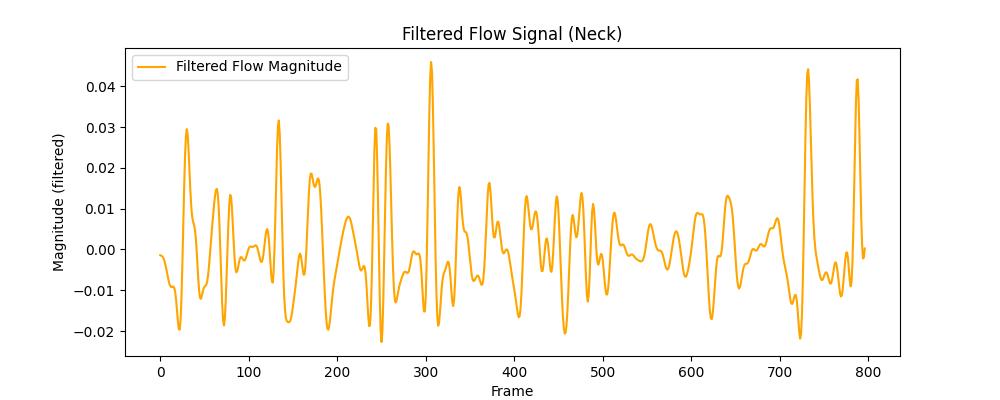 Filtered Flow Signal (Neck)
Filtered Flow Magnitude
0.04
0.03
0.02
0.01
0.00
−0.01
−0.02
Magnitude (filtered)
0 100 200 300 400 500 600 700 800
Frame